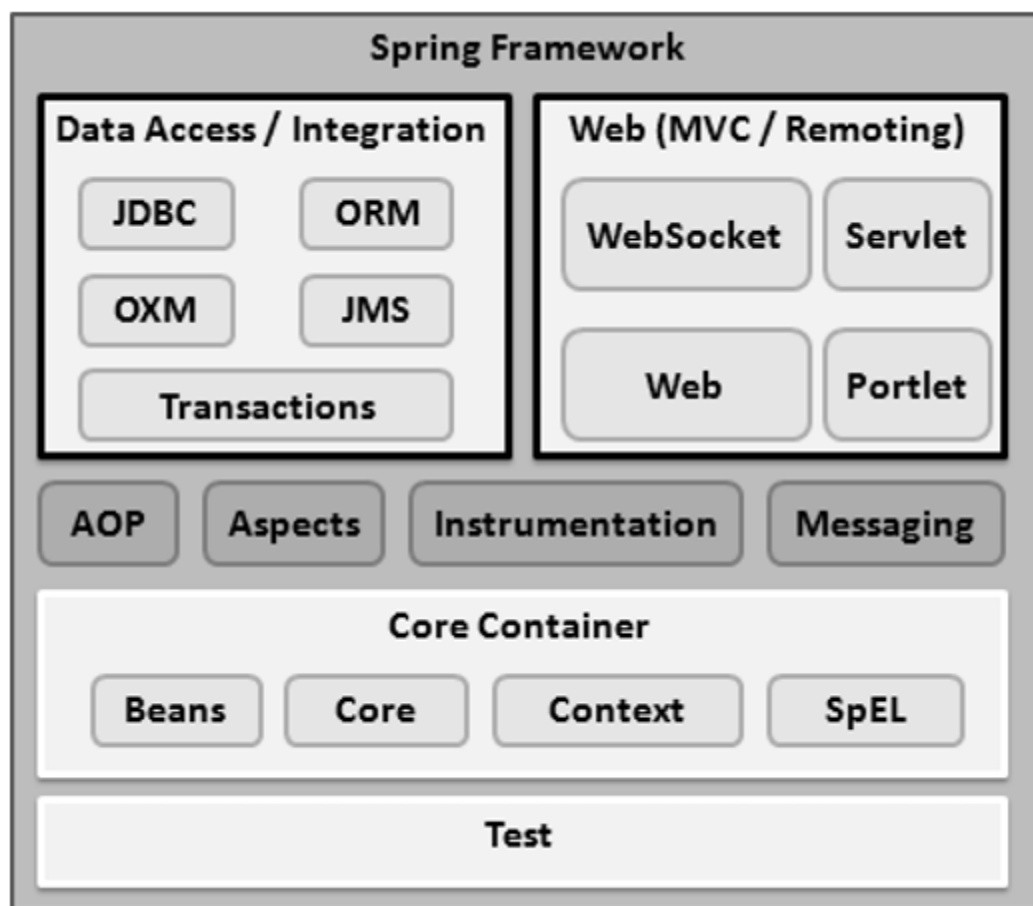 Spring Framework
Data Access / Integration
JDBC
ORM
OXM
JMS
Transactions
Web (MVC / Remoting)
WebSocket
Servlet
Web
Portlet
AOP
Aspects
Instrumentation
Messaging
Core Container
Beans
Core
Context
SpEL
Test